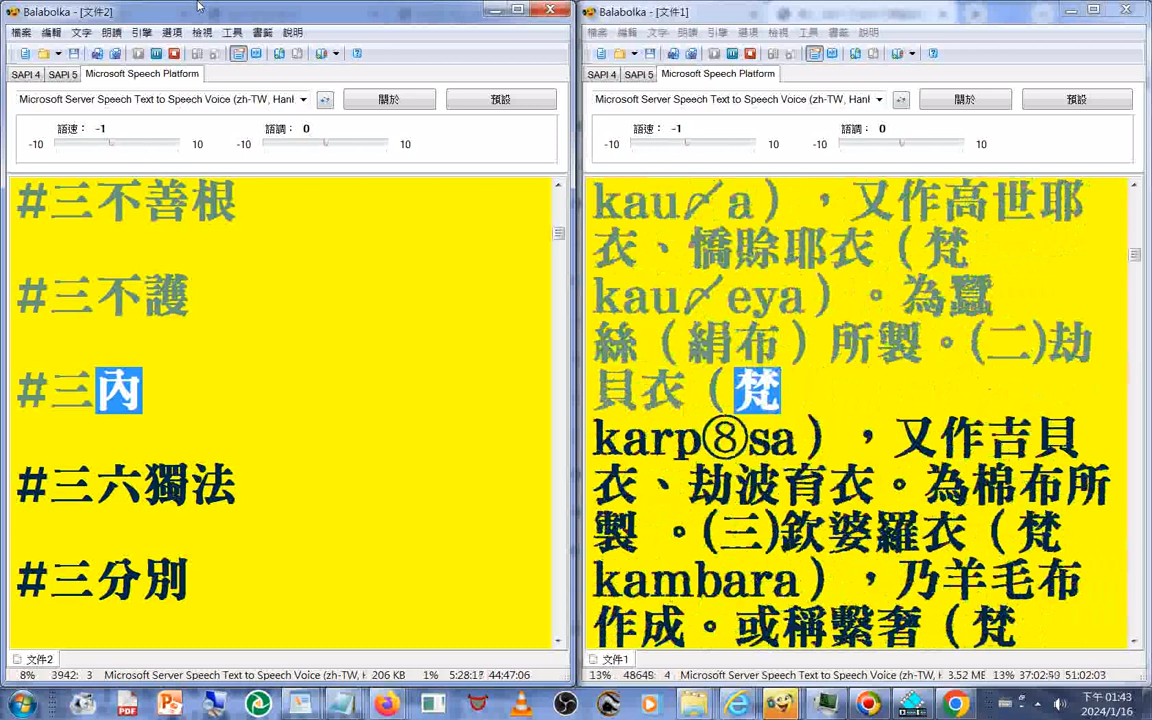 Balabolka - [文件2]
檔案 編輯 文字 朗讀 引擎 選項 檢視 工具 書籤 說明
SAPI 4 SAPI 5 Microsoft Speech Platform
Microsoft Server Speech Text to Speech Voice (zh-TW, Hanl
關於 預設
語速： -1 語調： 0
-10 10 -10 10
#三不善根
#三不護
#三內
#三六獨法
#三分別
文件2
8% 3942: 3 Microsoft Server Speech Text to Speech Voice (zh-TW, H 206 KB 1% 5:28:17 44:47:06
Balabolka - [文件1]
檔案 編輯 文字 朗讀 引擎 選項 檢視 工具 書籤 說明
SAPI 4 SAPI 5 Microsoft Speech Platform
Microsoft Server Speech Text to Speech Voice (zh-TW, Hanl
關於 預設
語速： -1 語調： 0
-10 10 -10 10
kau〆a），又作高世耶
衣、憍賒耶衣（梵
kau〆eya）。為蠶
絲（絹布）所製。(二)劫
貝衣（梵
karp⑧sa），又作吉貝
衣、劫波育衣。為棉布所
製 。(三)欽婆羅衣（梵
kambara），乃羊毛布
作成。或稱繫奢（梵
文件1
13% 48648: 4 Microsoft Server Speech Text to Speech Voice (zh-TW, H 3.52 MB 13% 37:02:50 51:02:03
下午 01:43
2024/1/16